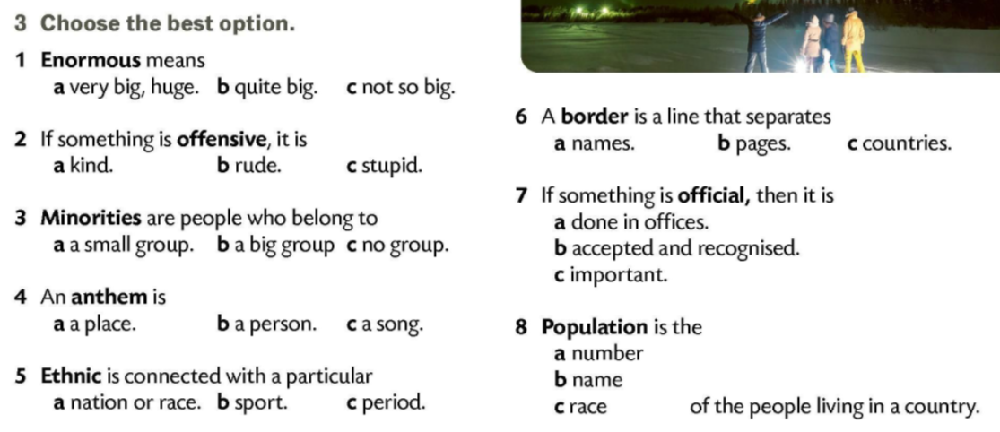 3 Choose the best option.
1 Enormous means
a very big, huge. b quite big. c not so big.
2 If something is offensive, it is
a kind. b rude. c stupid.
3 Minorities are people who belong to
a a small group. b a big group c no group.
4 An anthem is
a a place. b a person. c a song.
5 Ethnic is connected with a particular
a nation or race. b sport. c period.
6 A border is a line that separates
a names. b pages. c countries.
7 If something is official, then it is
a done in offices.
b accepted and recognised.
c important.
8 Population is the
a number
b name
c race of the people living in a country.